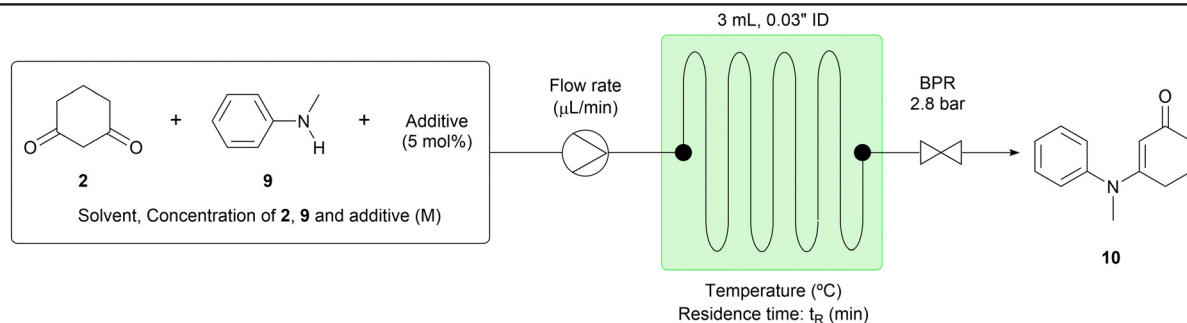 3 mL, 0.03" ID
Flow rate
(μL/min)
BPR
2.8 bar
O
O
+
N
H
+
Additive
(5 mol%)
O
N
2
9
Solvent, Concentration of 2, 9 and additive (M)
10
Temperature (ºC)
Residence time: tR (min)